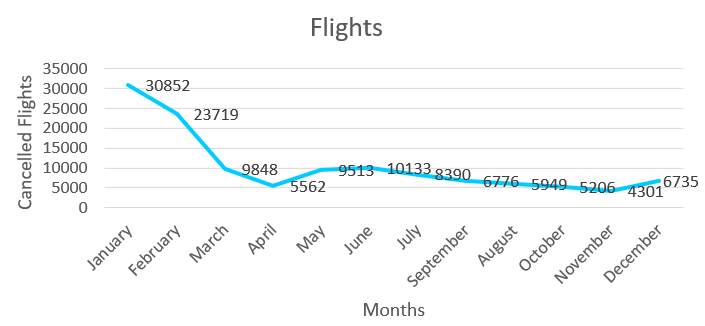 Flights
Cancelled Flights
35000
30000
25000
20000
15000
10000
5000
0
30852
23719
9848
5562
9513
10133
8390
6776
5949
5206
4301
6735
January
February
March
April
May
June
July
September
August
October
November
December
Months